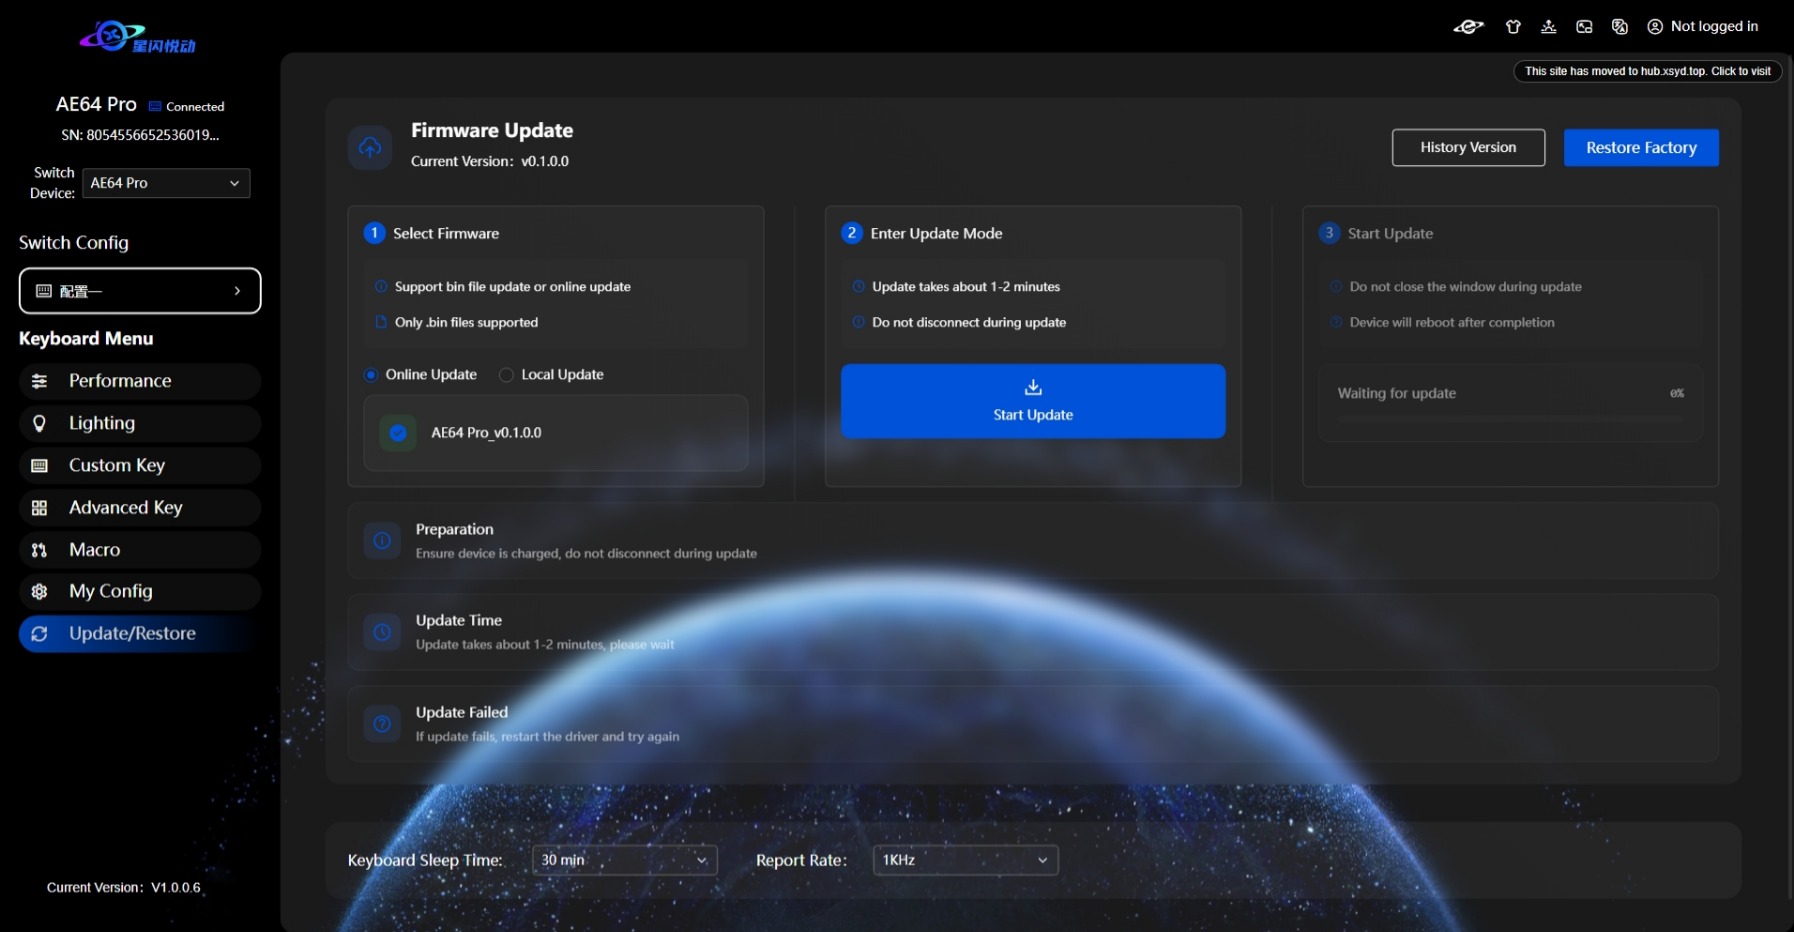 星闪悦动
Not logged in
This site has moved to hub.xsyd.top. Click to visit
AE64 Pro Connected
SN: 8054556652536019...
Switch Device: AE64 Pro
Switch Config
配置一
Keyboard Menu
Performance
Lighting
Custom Key
Advanced Key
Macro
My Config
Update/Restore
Current Version: V1.0.0.6
Firmware Update
Current Version: v0.1.0.0
History Version
Restore Factory
1 Select Firmware
Support bin file update or online update
Only .bin files supported
Online Update Local Update
AE64 Pro_v0.1.0.0
2 Enter Update Mode
Update takes about 1-2 minutes
Do not disconnect during update
Start Update
3 Start Update
Do not close the window during update
Device will reboot after completion
Waiting for update 0%
Preparation
Ensure device is charged, do not disconnect during update
Update Time
Update takes about 1-2 minutes, please wait
Update Failed
If update fails, restart the driver and try again
Keyboard Sleep Time: 30 min Report Rate: 1KHz